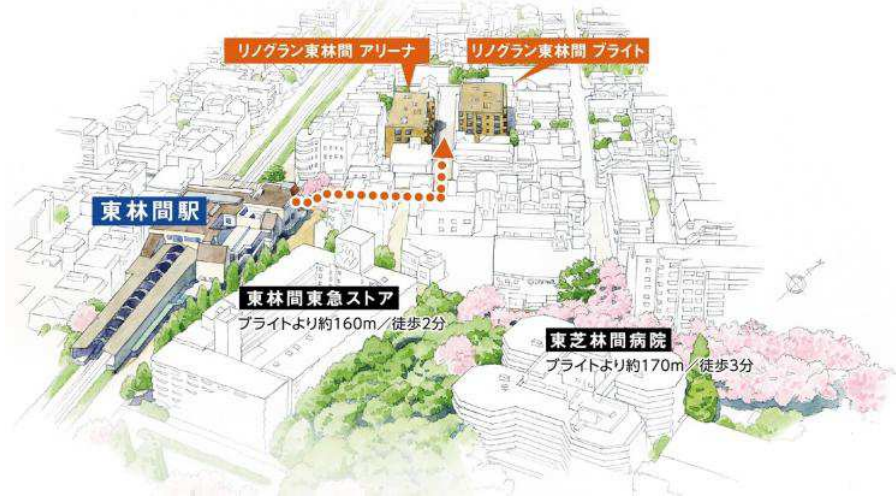 リノグラン東林間 アリーナ
リノグラン東林間 ブライト
東林間駅
東林間東急ストア
ブライトより約160m／徒歩2分
東芝林間病院
ブライトより約170m／徒歩3分